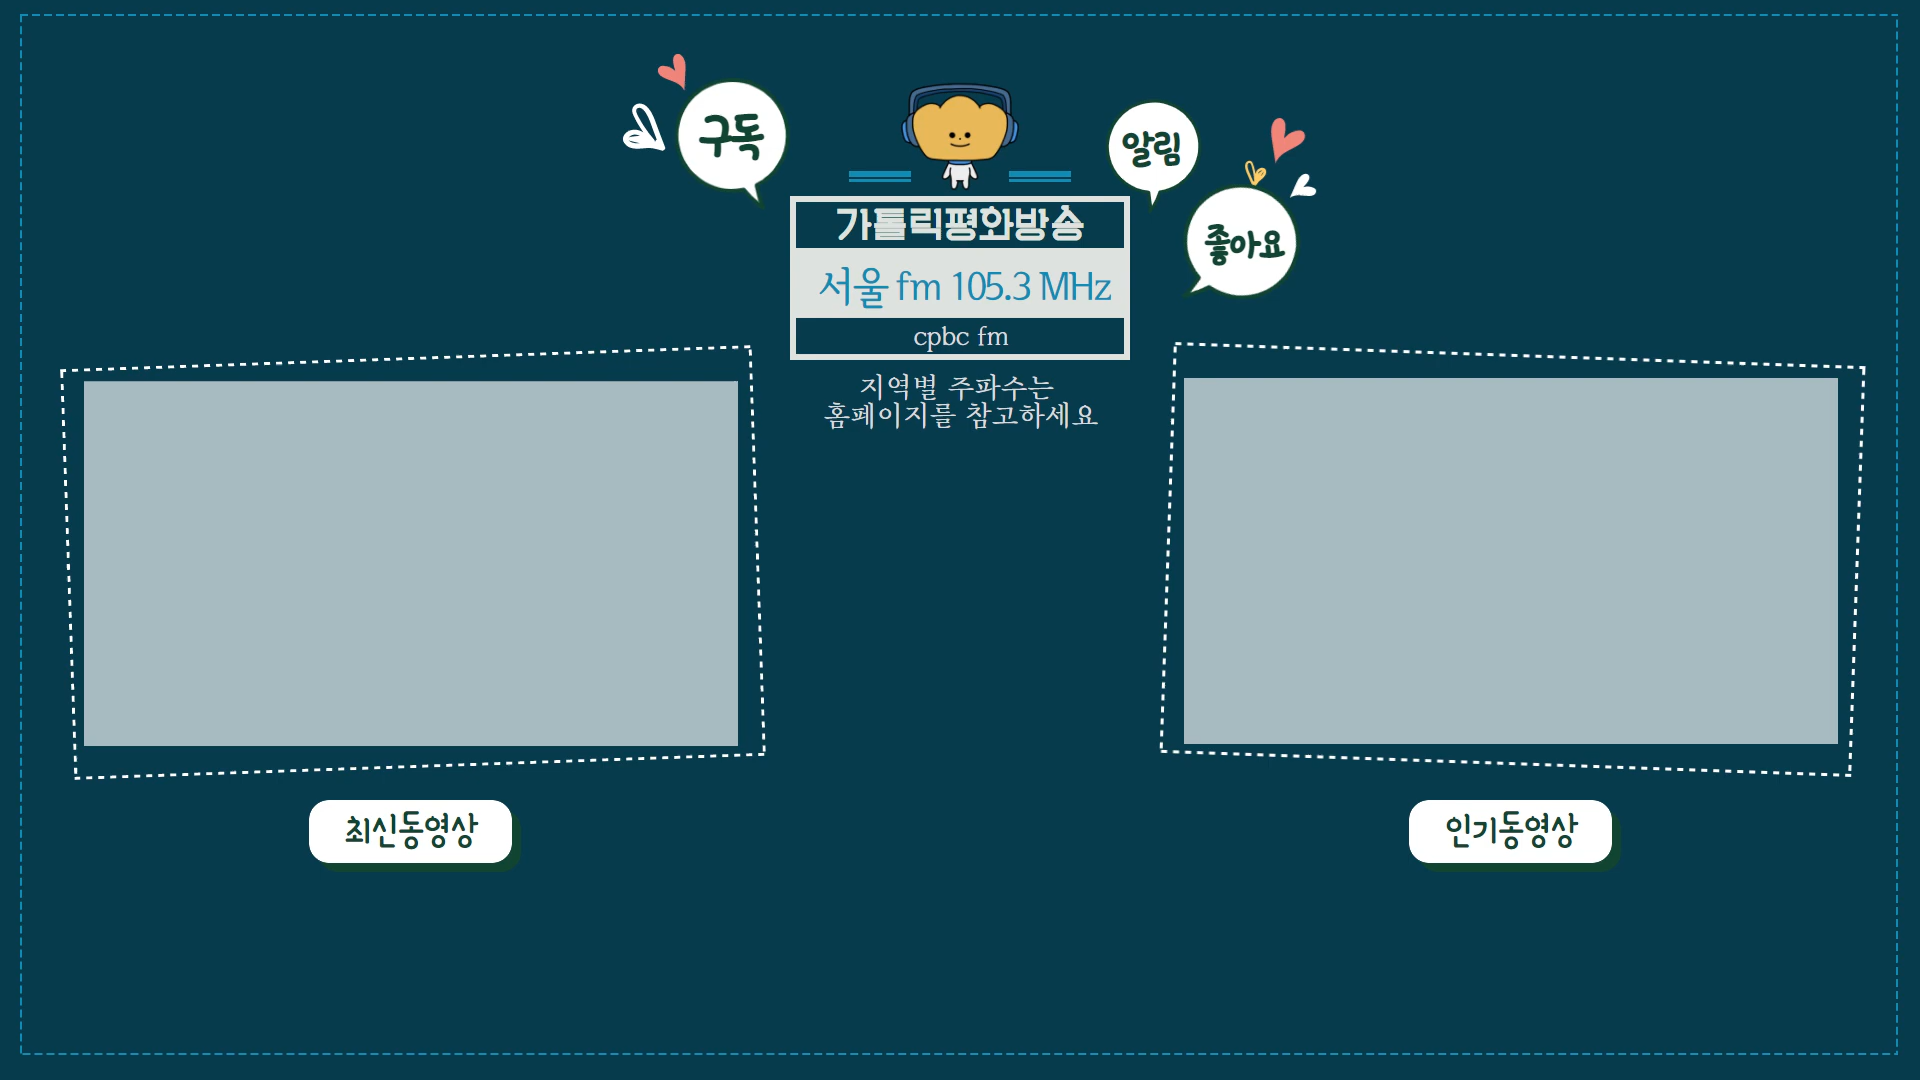 구독
알림
좋아요
가톨릭평화방송
서울 fm 105.3 MHz
cpbc fm
지역별 주파수는
홈페이지를 참고하세요
최신동영상
인기동영상